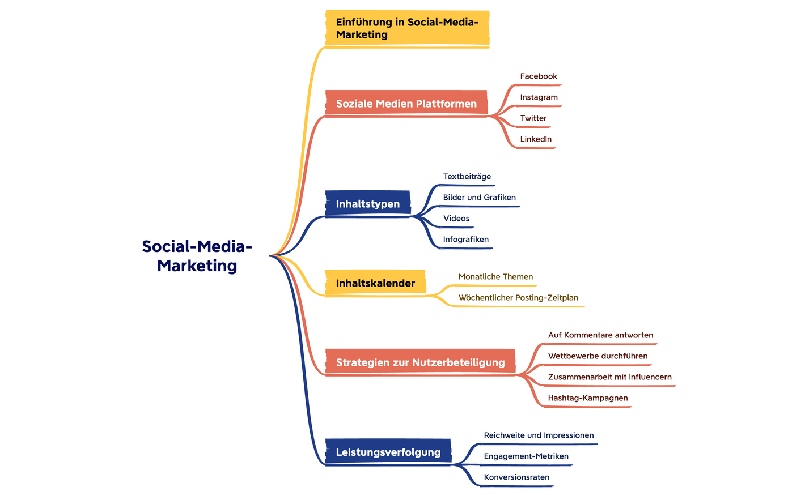 Social-Media-
Marketing
Einführung in Social-Media-
Marketing
Soziale Medien Plattformen
Facebook
Instagram
Twitter
LinkedIn
Inhaltstypen
Textbeiträge
Bilder und Grafiken
Videos
Infografiken
Inhaltskalender
Monatliche Themen
Wöchentlicher Posting-Zeitplan
Strategien zur Nutzerbeteiligung
Auf Kommentare antworten
Wettbewerbe durchführen
Zusammenarbeit mit Influencern
Hashtag-Kampagnen
Leistungsverfolgung
Reichweite und Impressionen
Engagement-Metriken
Konversionsraten